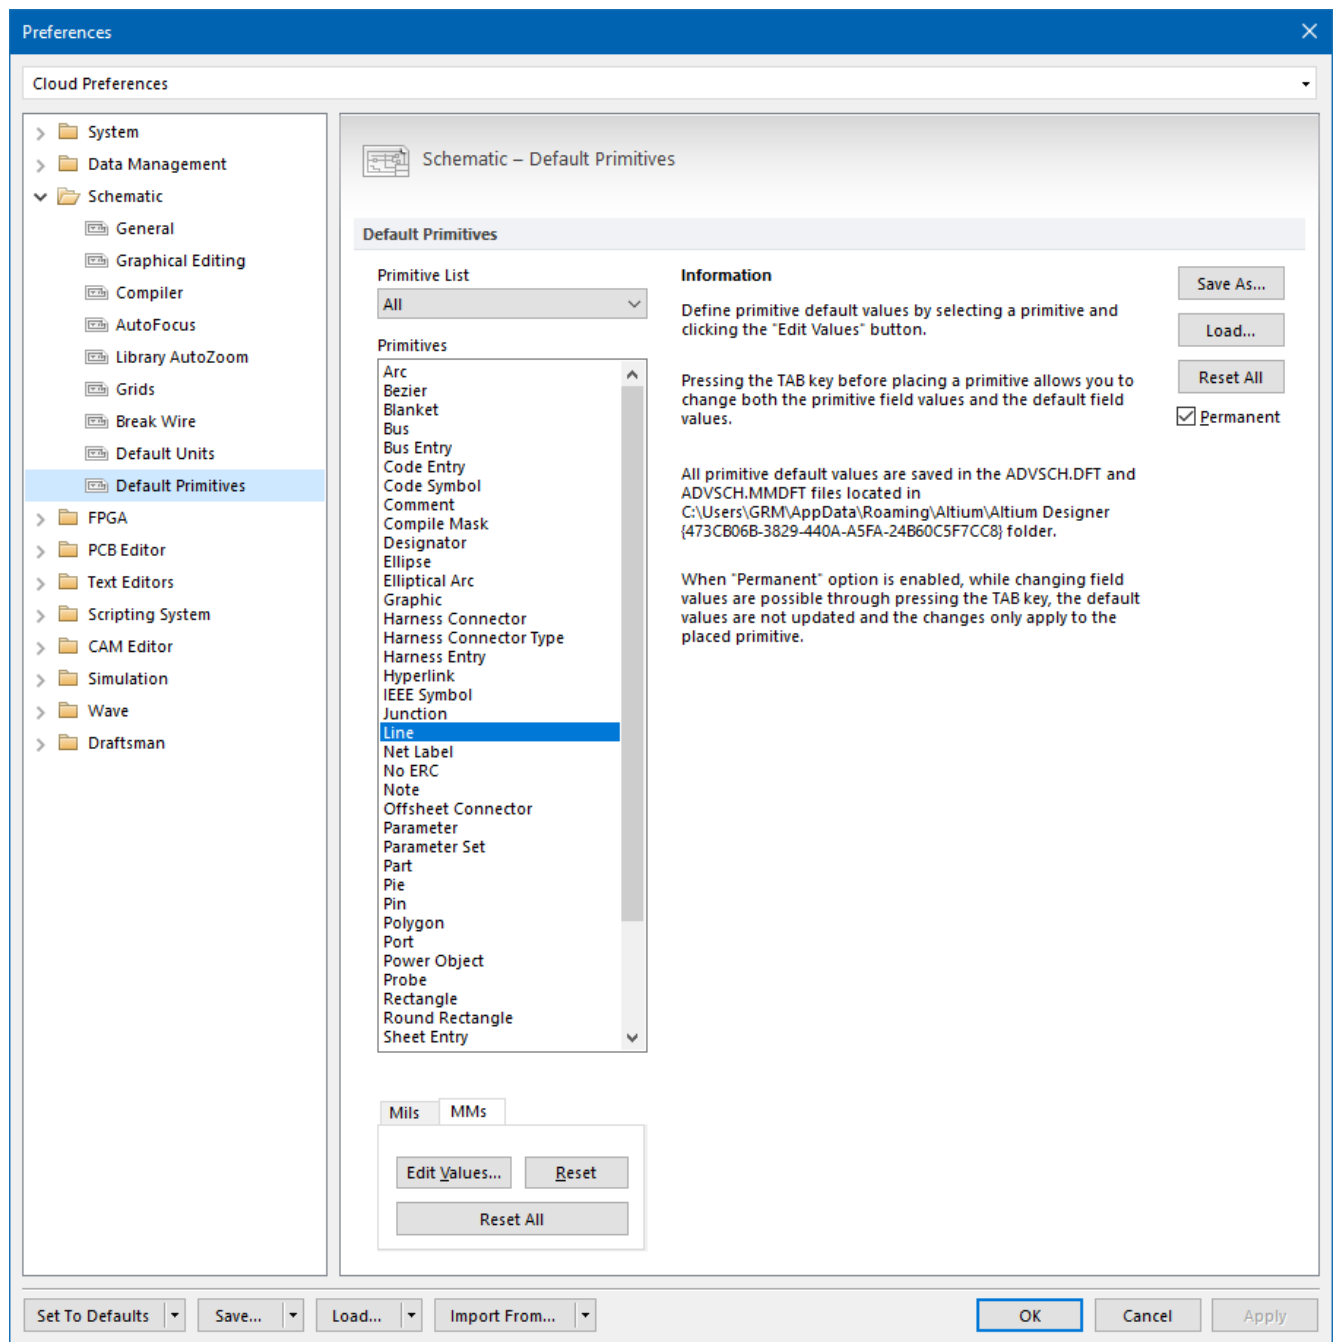 Preferences
Cloud Preferences
System
Data Management
Schematic
General
Graphical Editing
Compiler
AutoFocus
Library AutoZoom
Grids
Break Wire
Default Units
Default Primitives
FPGA
PCB Editor
Text Editors
Scripting System
CAM Editor
Simulation
Wave
Draftsman
Schematic – Default Primitives
Default Primitives
Primitive List
All
Primitives
Arc
Bezier
Blanket
Bus
Bus Entry
Code Entry
Code Symbol
Comment
Compile Mask
Designator
Ellipse
Elliptical Arc
Graphic
Harness Connector
Harness Connector Type
Harness Entry
Hyperlink
IEEE Symbol
Junction
Line
Net Label
No ERC
Note
Offsheet Connector
Parameter
Parameter Set
Part
Pie
Pin
Polygon
Port
Power Object
Probe
Rectangle
Round Rectangle
Sheet Entry
Mils
MMs
Edit Values...
Reset
Reset All
Information
Define primitive default values by selecting a primitive and
clicking the "Edit Values" button.
Pressing the TAB key before placing a primitive allows you to
change both the primitive field values and the default field
values.
All primitive default values are saved in the ADVSCH.DFT and
ADVSCH.MMDFT files located in
C:\Users\GRM\AppData\Roaming\Altium\Altium Designer
{473CB06B-3829-440A-A5FA-24B60C5F7CC8} folder.
When "Permanent" option is enabled, while changing field
values are possible through pressing the TAB key, the default
values are not updated and the changes only apply to the
placed primitive.
Save As...
Load...
Reset All
Permanent
Set To Defaults
Save...
Load...
Import From...
OK
Cancel
Apply